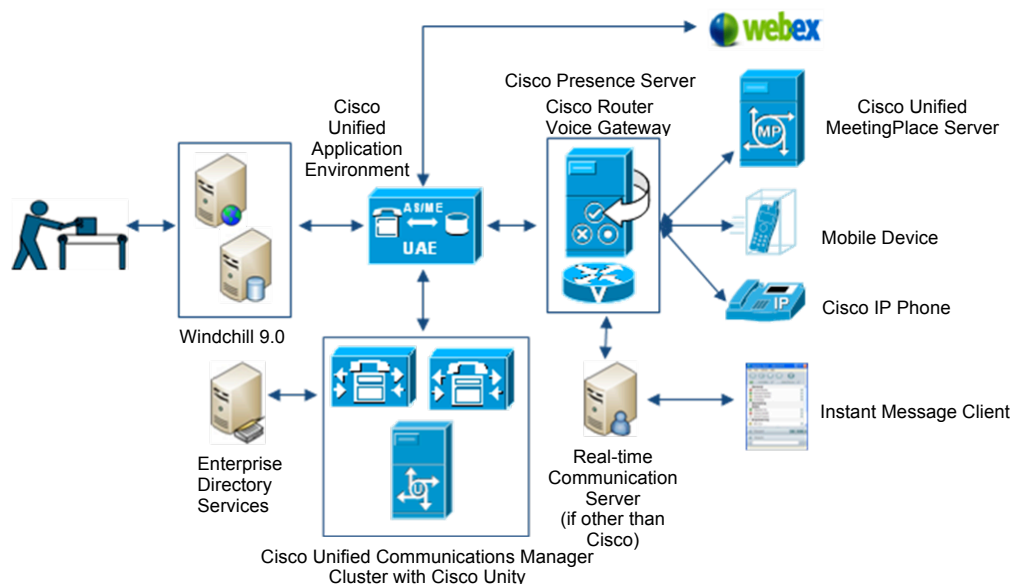 webex
Cisco Presence Server
Cisco Router
Voice Gateway
Cisco Unified
MeetingPlace Server
MP
Cisco
Unified
Application
Environment
AS/ME
UAE
Mobile Device
IP
Cisco IP Phone
V
Windchill 9.0
Instant Message Client
U
Enterprise
Directory
Services
Real-time
Communication
Server
(if other than
Cisco)
Cisco Unified Communications Manager
Cluster with Cisco Unity